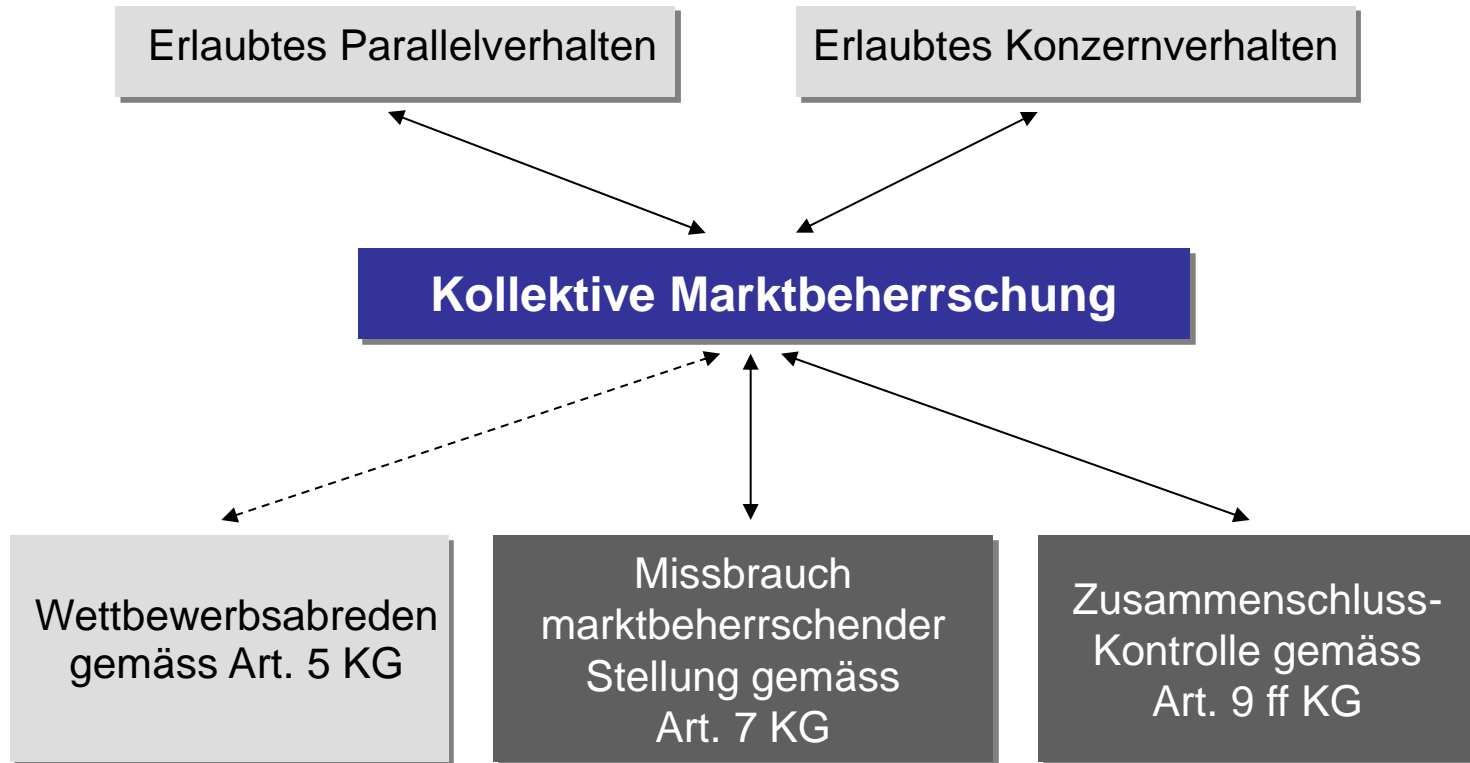 Erlaubtes Parallelverhalten
Erlaubtes Konzernverhalten
Kollektive Marktbeherrschung
Wettbewerbsabreden
gemäss Art. 5 KG
Missbrauch
marktbeherrschender
Stellung gemäss
Art. 7 KG
Zusammenschluss-
Kontrolle gemäss
Art. 9 ff KG